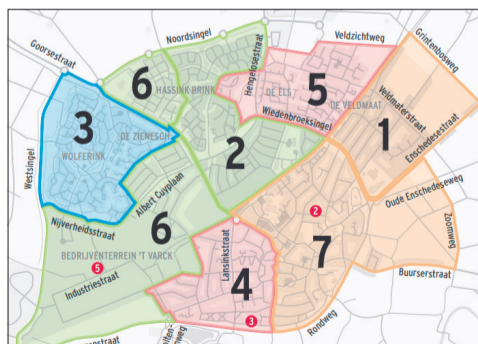 Goorsestraat
Noordsingel
Veldzichtweg
Grintenbosweg
6
HASSINK BRINK
Hengelosestraat
DE ELS
5
DE VELDMAAT
Veldmaterstraat
Enschedesestraat
1
3
DE ZIENESCH
WOLFERINK
Wiedenbroeksingel
2
Westsingel
Albert Cuyplaan
6
2
Oude Enschedeseweg
Nijverheidsstraat
Zoomweg
BEDRIJVENTERREIN 'T VARCK
5
7
Lansinkstraat
Industriestraat
4
Buurserstraat
3
Rondweg